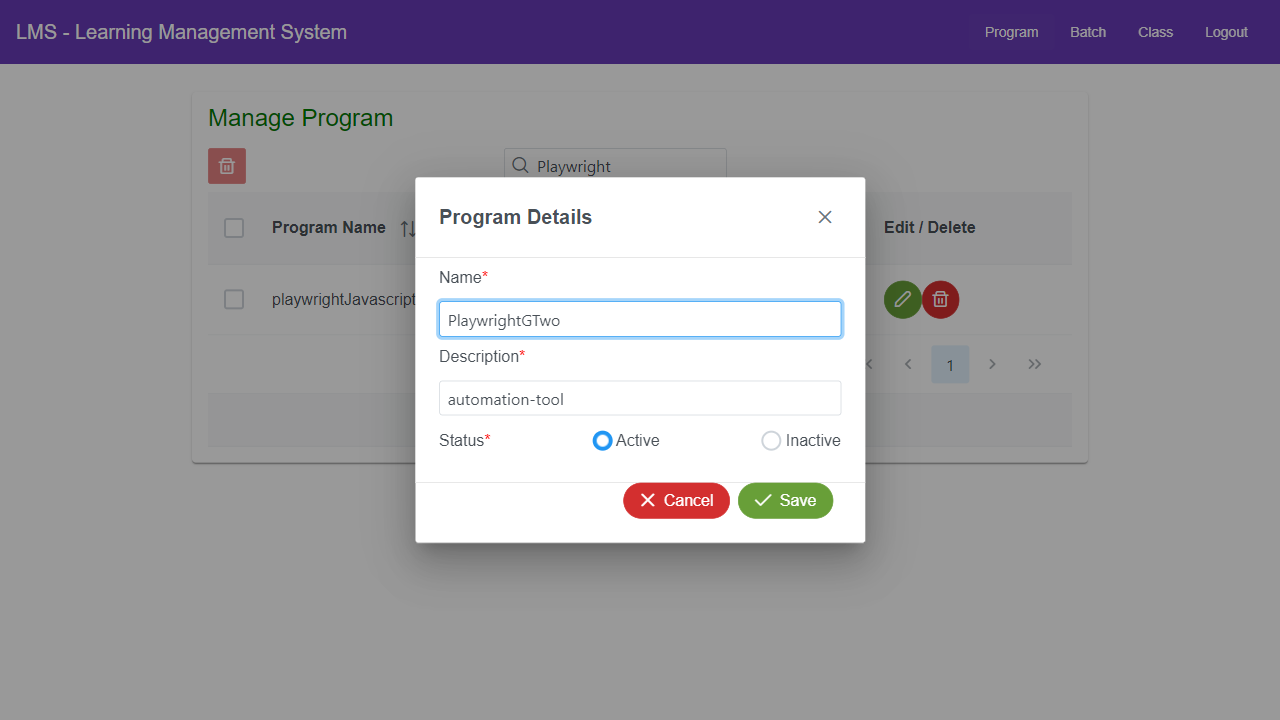 LMS - Learning Management System
Program Batch Class Logout
Manage Program
Playwright
Program Name
Edit / Delete
playwrightJavascript
1
Program Details
Name*
PlaywrightGTwo
Description*
automation-tool
Status* Active Inactive
Cancel Save